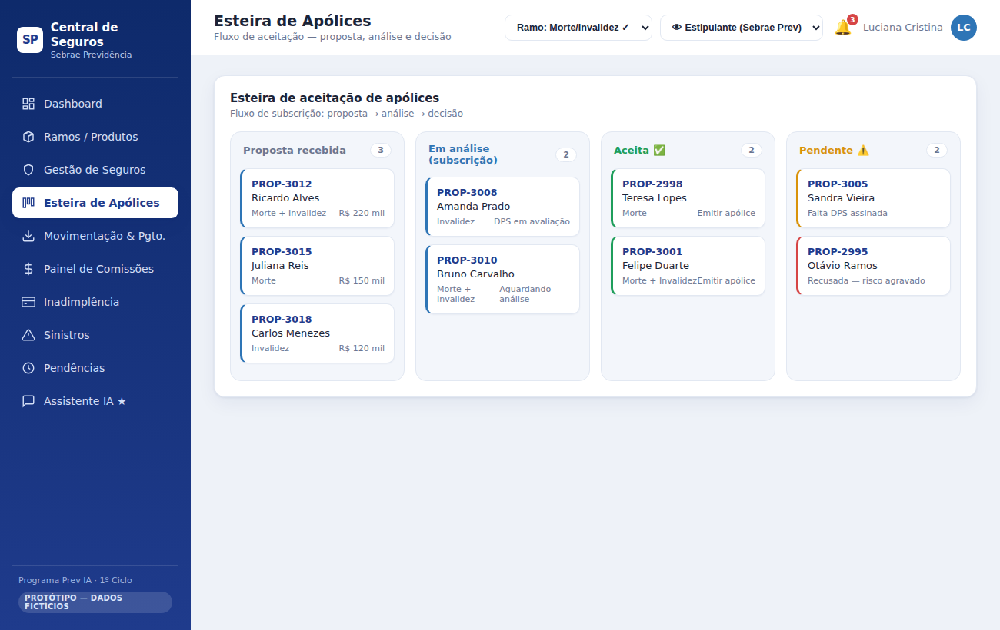 SP
Central de
Seguros
Sebrae Previdência
Dashboard
Ramos / Produtos
Gestão de Seguros
Esteira de Apólices
Movimentação & Pgto.
Painel de Comissões
Inadimplência
Sinistros
Pendências
Assistente IA ★
Programa Prev IA · 1º Ciclo
PROTÓTIPO — DADOS
FICTÍCIOS
Esteira de Apólices
Fluxo de aceitação — proposta, análise e decisão
Ramo: Morte/Invalidez ✓
👁 Estipulante (Sebrae Prev)
🔔 3
Luciana Cristina
LC
Esteira de aceitação de apólices
Fluxo de subscrição: proposta → análise → decisão
Proposta recebida 3
PROP-3012
Ricardo Alves
Morte + Invalidez R$ 220 mil
PROP-3015
Juliana Reis
Morte R$ 150 mil
PROP-3018
Carlos Menezes
Invalidez R$ 120 mil
Em análise
(subscrição) 2
PROP-3008
Amanda Prado
Invalidez DPS em avaliação
PROP-3010
Bruno Carvalho
Morte + Aguardando
Invalidez análise
Aceita ✅ 2
PROP-2998
Teresa Lopes
Morte Emitir apólice
PROP-3001
Felipe Duarte
Morte + Invalidez Emitir apólice
Pendente ⚠️ 2
PROP-3005
Sandra Vieira
Falta DPS assinada
PROP-2995
Otávio Ramos
Recusada — risco agravado